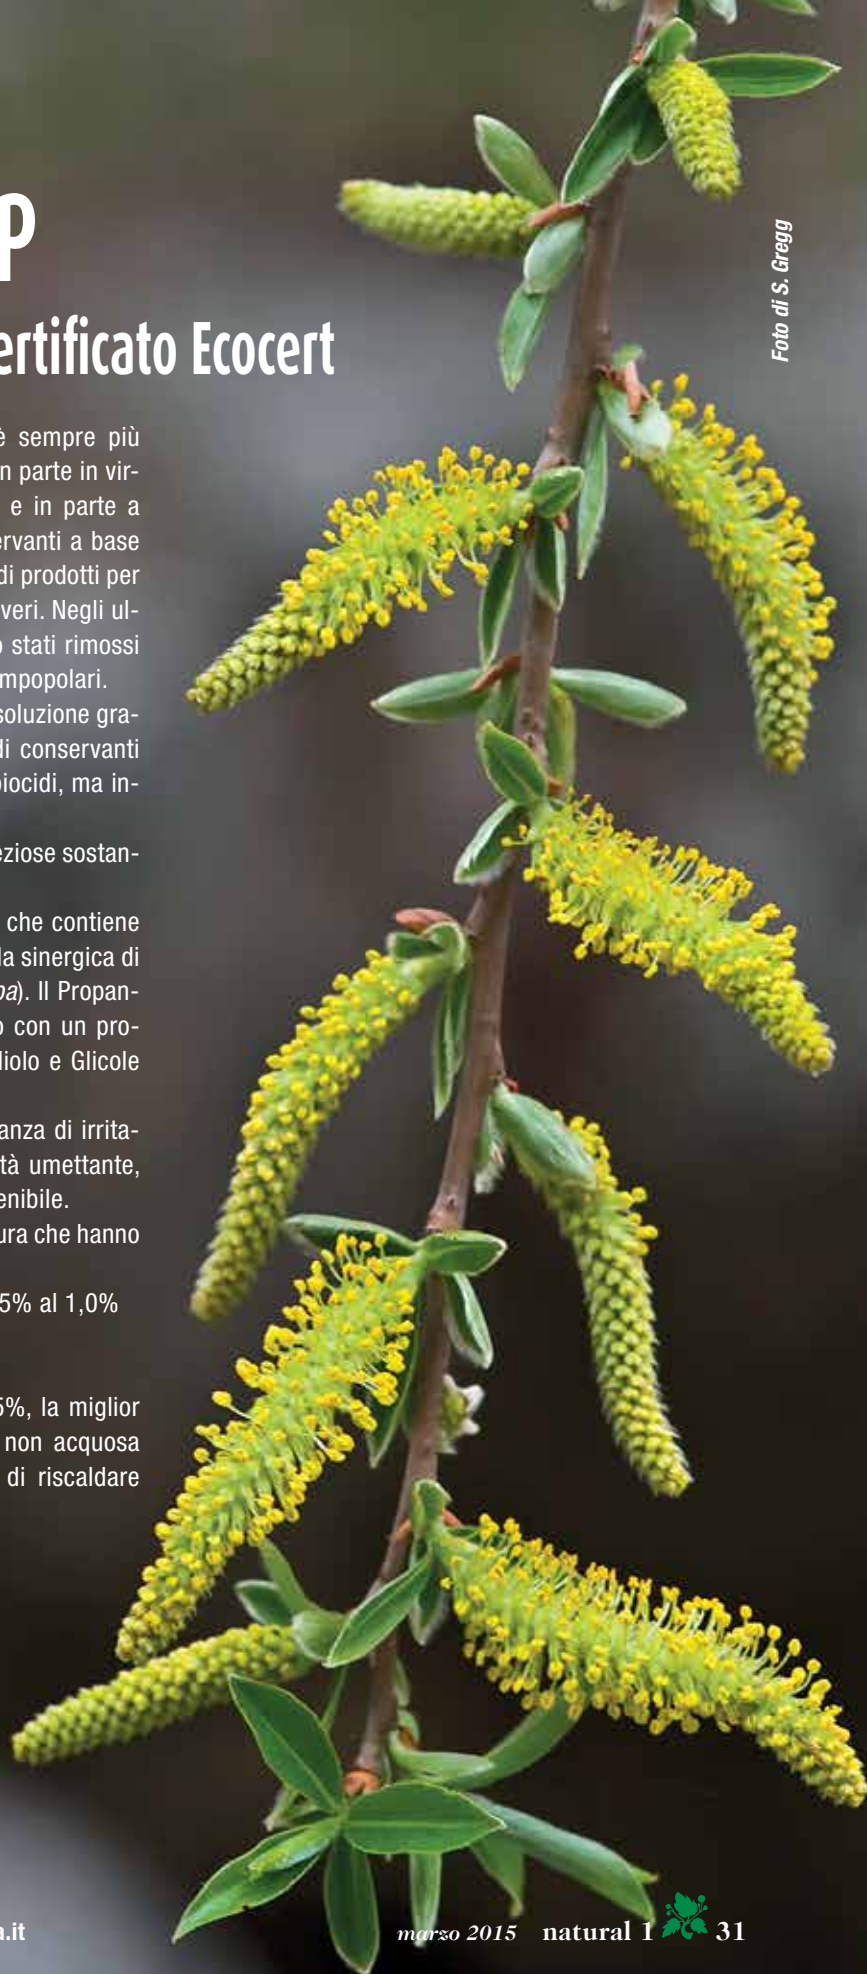 P
ertificato Ecocert
è sempre più
n parte in vir-
e in parte a
ervanti a base
di prodotti per
veri. Negli ul-
o stati rimossi
mpopolari.
soluzione gra-
di conservanti
biocidi, ma in-
eziose sostan-
che contiene
la sinergica di
ba). Il Propan-
o con un pro-
diolo e Glicole
anza di irrita-
tà umettante,
enibile.
ura che hanno
5% al 1,0%
5%, la miglior
non acquosa
di riscaldare
Foto di S. Gregg
a.it
marzo 2015 natural 1 31